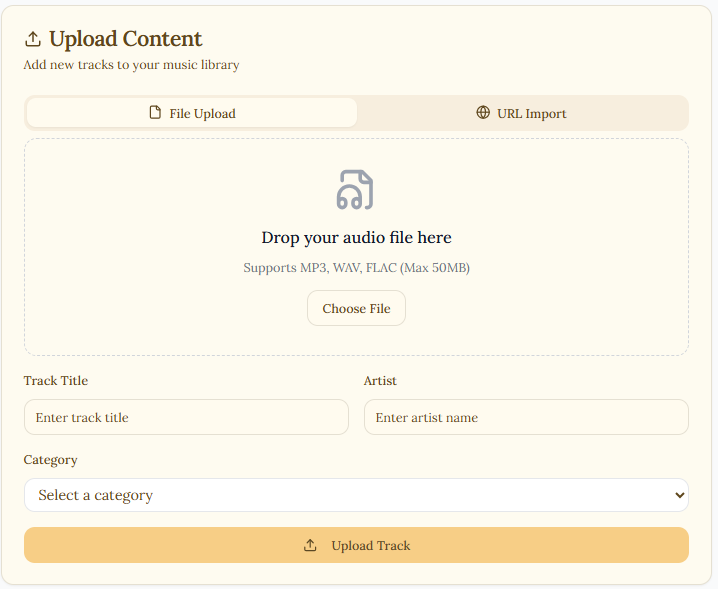 Upload Content
Add new tracks to your music library
File Upload
URL Import
Drop your audio file here
Supports MP3, WAV, FLAC (Max 50MB)
Choose File
Track Title
Artist
Enter track title
Enter artist name
Category
Select a category
Upload Track